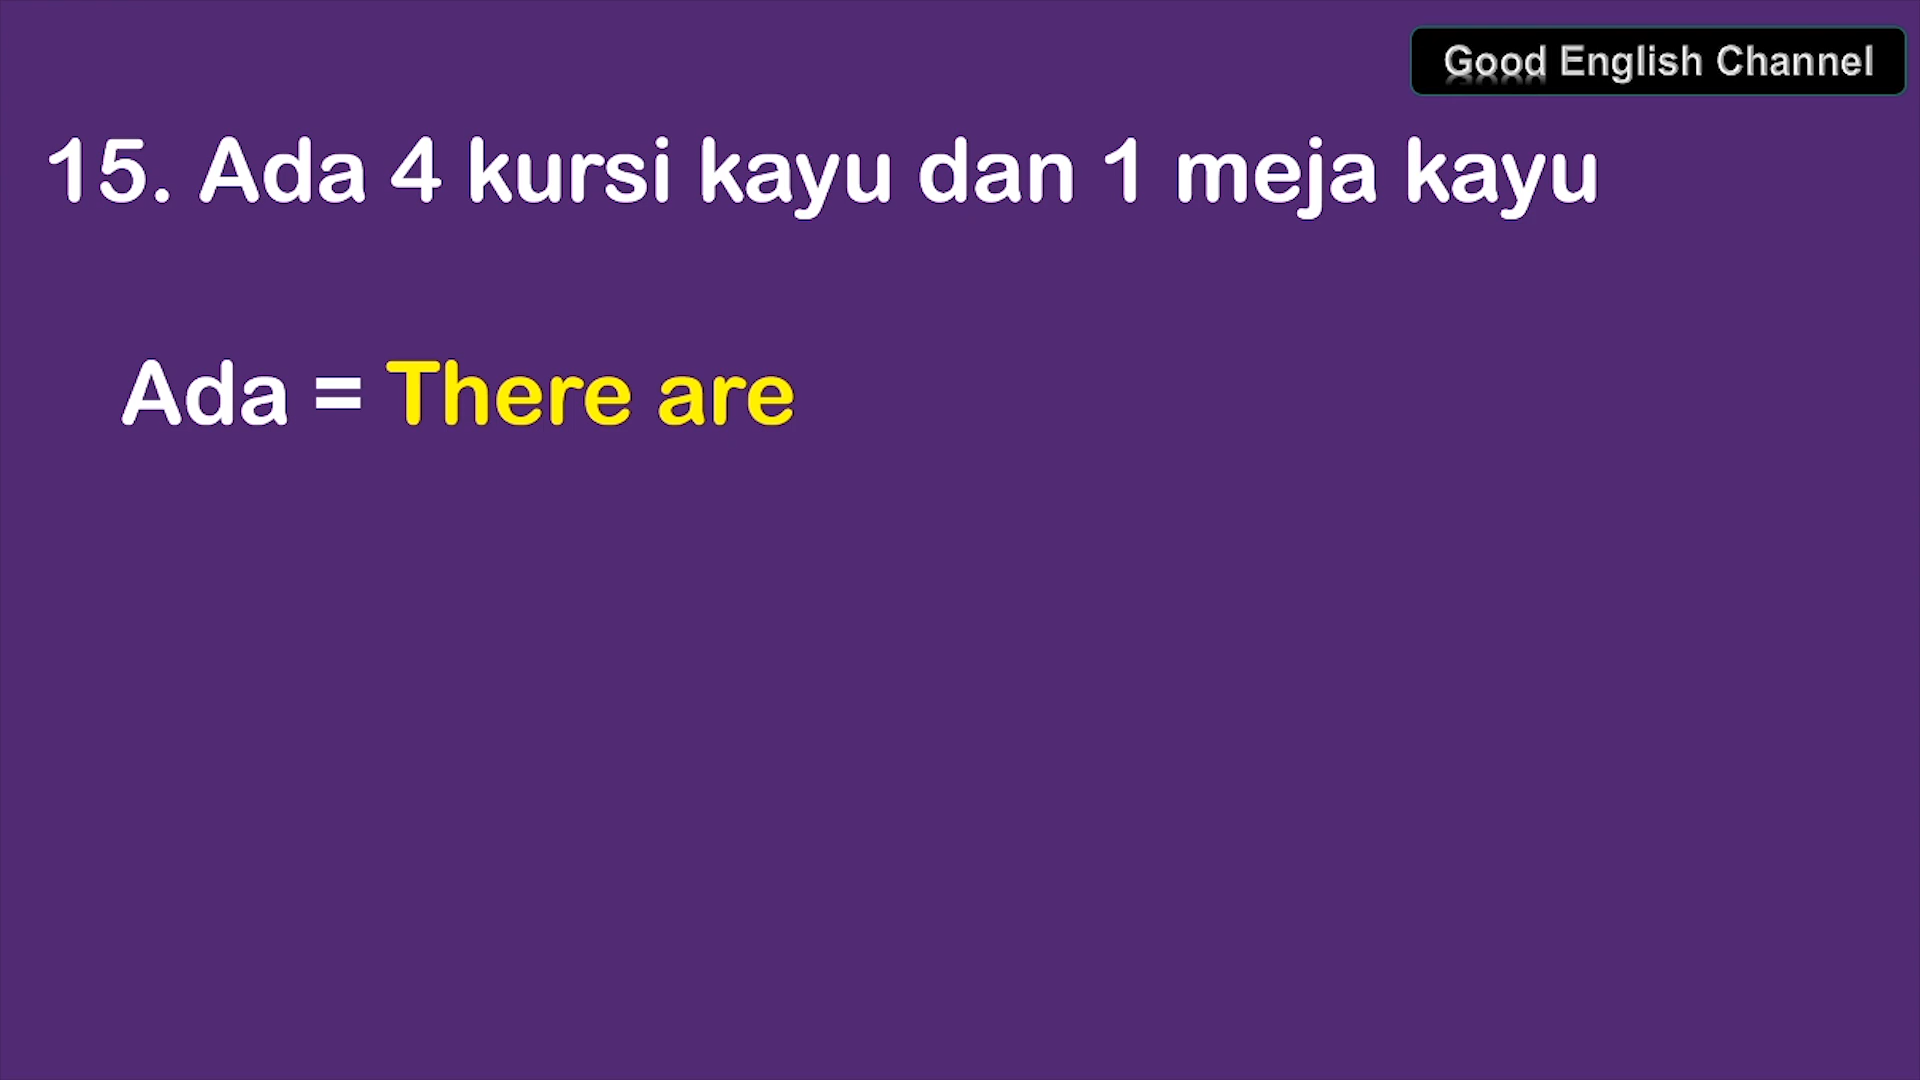 Good English Channel
15. Ada 4 kursi kayu dan 1 meja kayu
Ada = There are